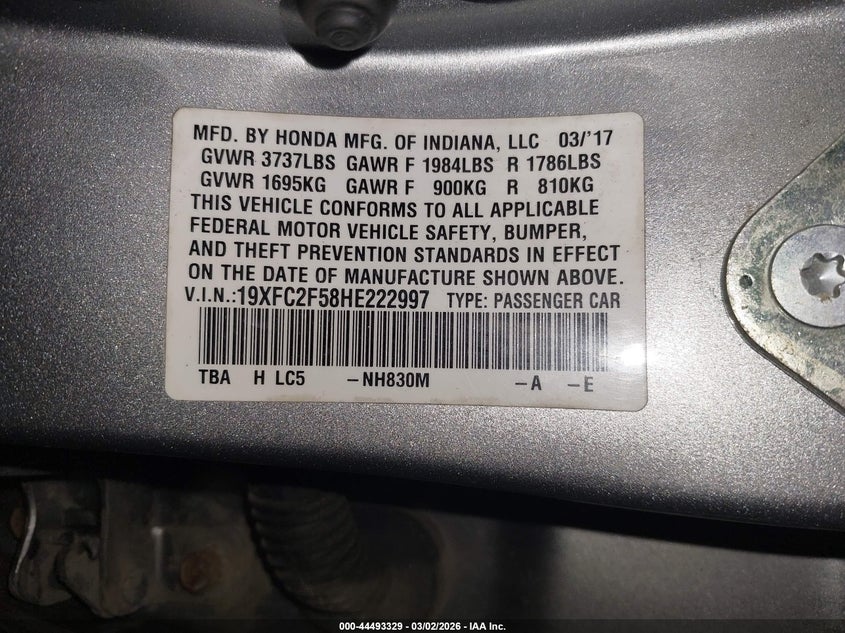 MFD. BY HONDA MFG. OF INDIANA, LLC 03/'17
GVWR 3737LBS GAWR F 1984LBS R 1786LBS
GVWR 1695KG GAWR F 900KG R 810KG
THIS VEHICLE CONFORMS TO ALL APPLICABLE
FEDERAL MOTOR VEHICLE SAFETY, BUMPER,
AND THEFT PREVENTION STANDARDS IN EFFECT
ON THE DATE OF MANUFACTURE SHOWN ABOVE.
V.I.N.:19XFC2F58HE222997 TYPE: PASSENGER CAR
TBA H LC5 -NH830M -A -E
000-44493329 - 03/02/2026 - IAA Inc.